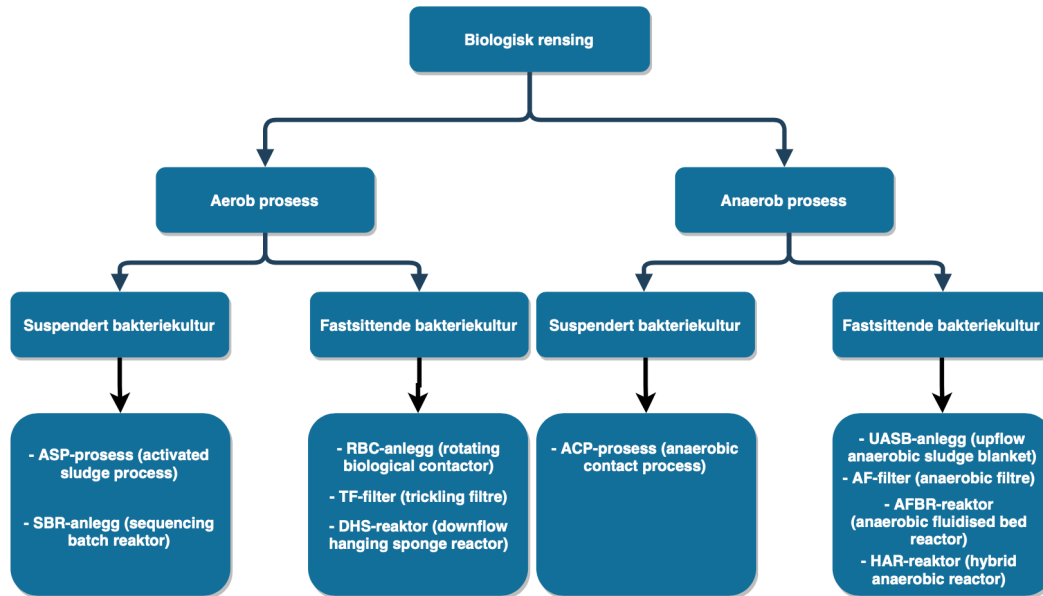 Biologisk rensing
Aerob prosess
Anaerob prosess
Suspendert bakteriekultur
Fastsittende bakteriekultur
Suspendert bakteriekultur
Fastsittende bakteriekultur
- ASP-prosess (activated
sludge process)
- SBR-anlegg (sequencing
batch reaktor)
- RBC-anlegg (rotating
biological contactor)
- TF-filter (trickling filtre)
- DHS-reaktor (downflow
hanging sponge reactor)
- ACP-prosess (anaerobic
contact process)
- UASB-anlegg (upflow
anaerobic sludge blanket)
- AF-filter (anaerobic filtre)
- AFBR-reaktor
(anaerobic fluidised bed
reactor)
- HAR-reaktor (hybrid
anaerobic reactor)